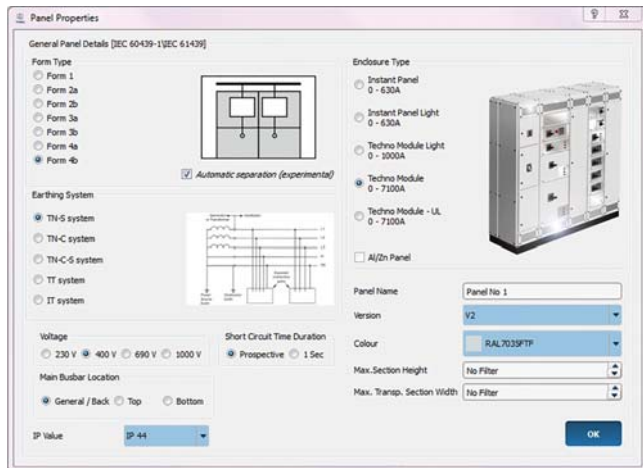 Panel Properties
General Panel Details [IEC 60439-1\IEC 61439]
Form Type
Form 1
Form 2a
Form 2b
Form 3a
Form 3b
Form 4a
Form 4b
Automatic separation (experimental)
Earthing System
TN-S system
TN-C system
TN-C-S system
TT system
IT system
Voltage
230 V 400 V 690 V 1000 V
Short Circuit Time Duration
Prospective 1 Sec
Main Busbar Location
General / Back Top Bottom
IP Value IP 44
Enclosure Type
Instant Panel
0 - 630A
Instant Panel Light
0 - 630A
Techno Module Light
0 - 1000A
Techno Module
0 - 7100A
Techno Module - UL
0 - 7100A
Al/Zn Panel
Panel Name Panel No 1
Version V2
Colour RAL7035FTP
Max.Section Height No Filter
Max. Transp. Section Width No Filter
OK